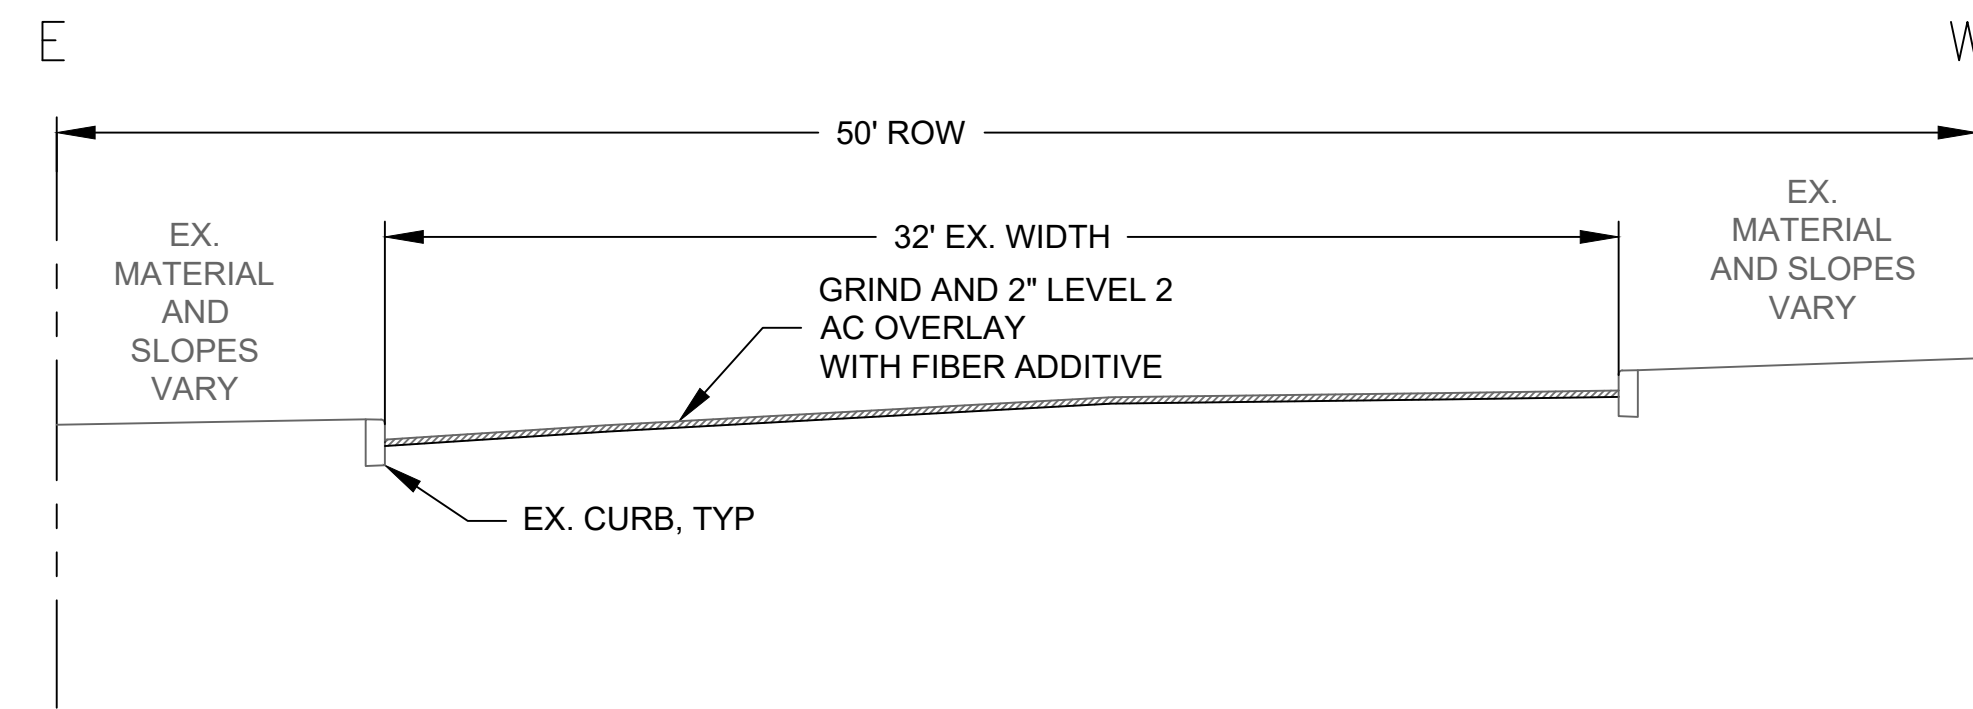 E
W
50' ROW
EX.
MATERIAL
AND
SLOPES
VARY
32' EX. WIDTH
EX.
MATERIAL
AND SLOPES
VARY
GRIND AND 2" LEVEL 2
AC OVERLAY
WITH FIBER ADDITIVE
EX. CURB, TYP